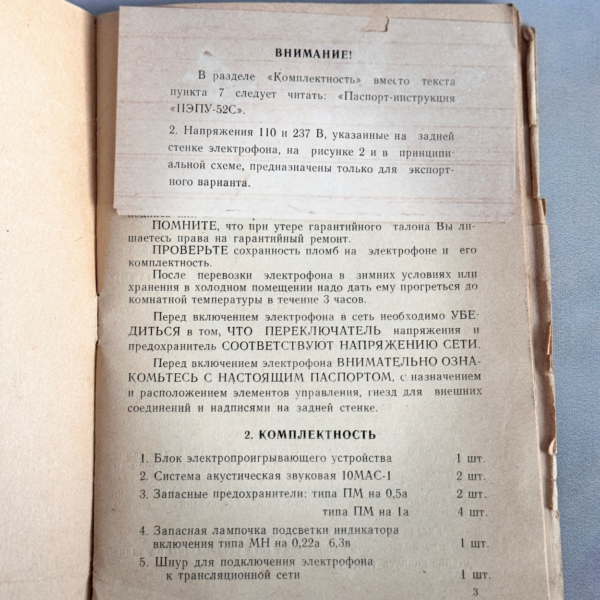 ВНИМАНИЕ!
В разделе «Комплектность» вместо текста
пункта 7 следует читать: «Паспорт-инструкция
«ПЭПУ-52С».
2. Напряжения 110 и 237 В, указанные на задней
стенке электрофона, на рисунке 2 и в принципи-
альной схеме, предназначены только для экспорт-
ного варианта.
ПОМНИТЕ, что при утере гарантийного талона Вы ли-
шаетесь права на гарантийный ремонт.
ПРОВЕРЬТЕ сохранность пломб на электрофоне и его
комплектность.
После перевозки электрофона в зимних условиях или
хранения в холодном помещении надо дать ему прогреться до
комнатной температуры в течение 3 часов.
Перед включением электрофона в сеть необходимо УБЕ-
ДИТЬСЯ в том, ЧТО ПЕРЕКЛЮЧАТЕЛЬ напряжения и
предохранитель СООТВЕТСТВУЮТ НАПРЯЖЕНИЮ СЕТИ.
Перед включением электрофона ВНИМАТЕЛЬНО ОЗНА-
КОМЬТЕСЬ С НАСТОЯЩИМ ПАСПОРТОМ, с назначением
и расположением элементов управления, гнезд для внешних
соединений и надписями на задней стенке.
2. КОМПЛЕКТНОСТЬ
1. Блок электропроигрывающего устройства 1 шт.
2. Система акустическая звуковая 10МАС-1 2 шт.
3. Запасные предохранители: типа ПМ на 0,5а 2 шт.
типа ПМ на 1а 4 шт.
4. Запасная лампочка подсветки индикатора
включения типа МН на 0,22а 6,3в 1 шт.
5. Шнур для подключения электрофона
к трансляционной сети 1 шт.
3